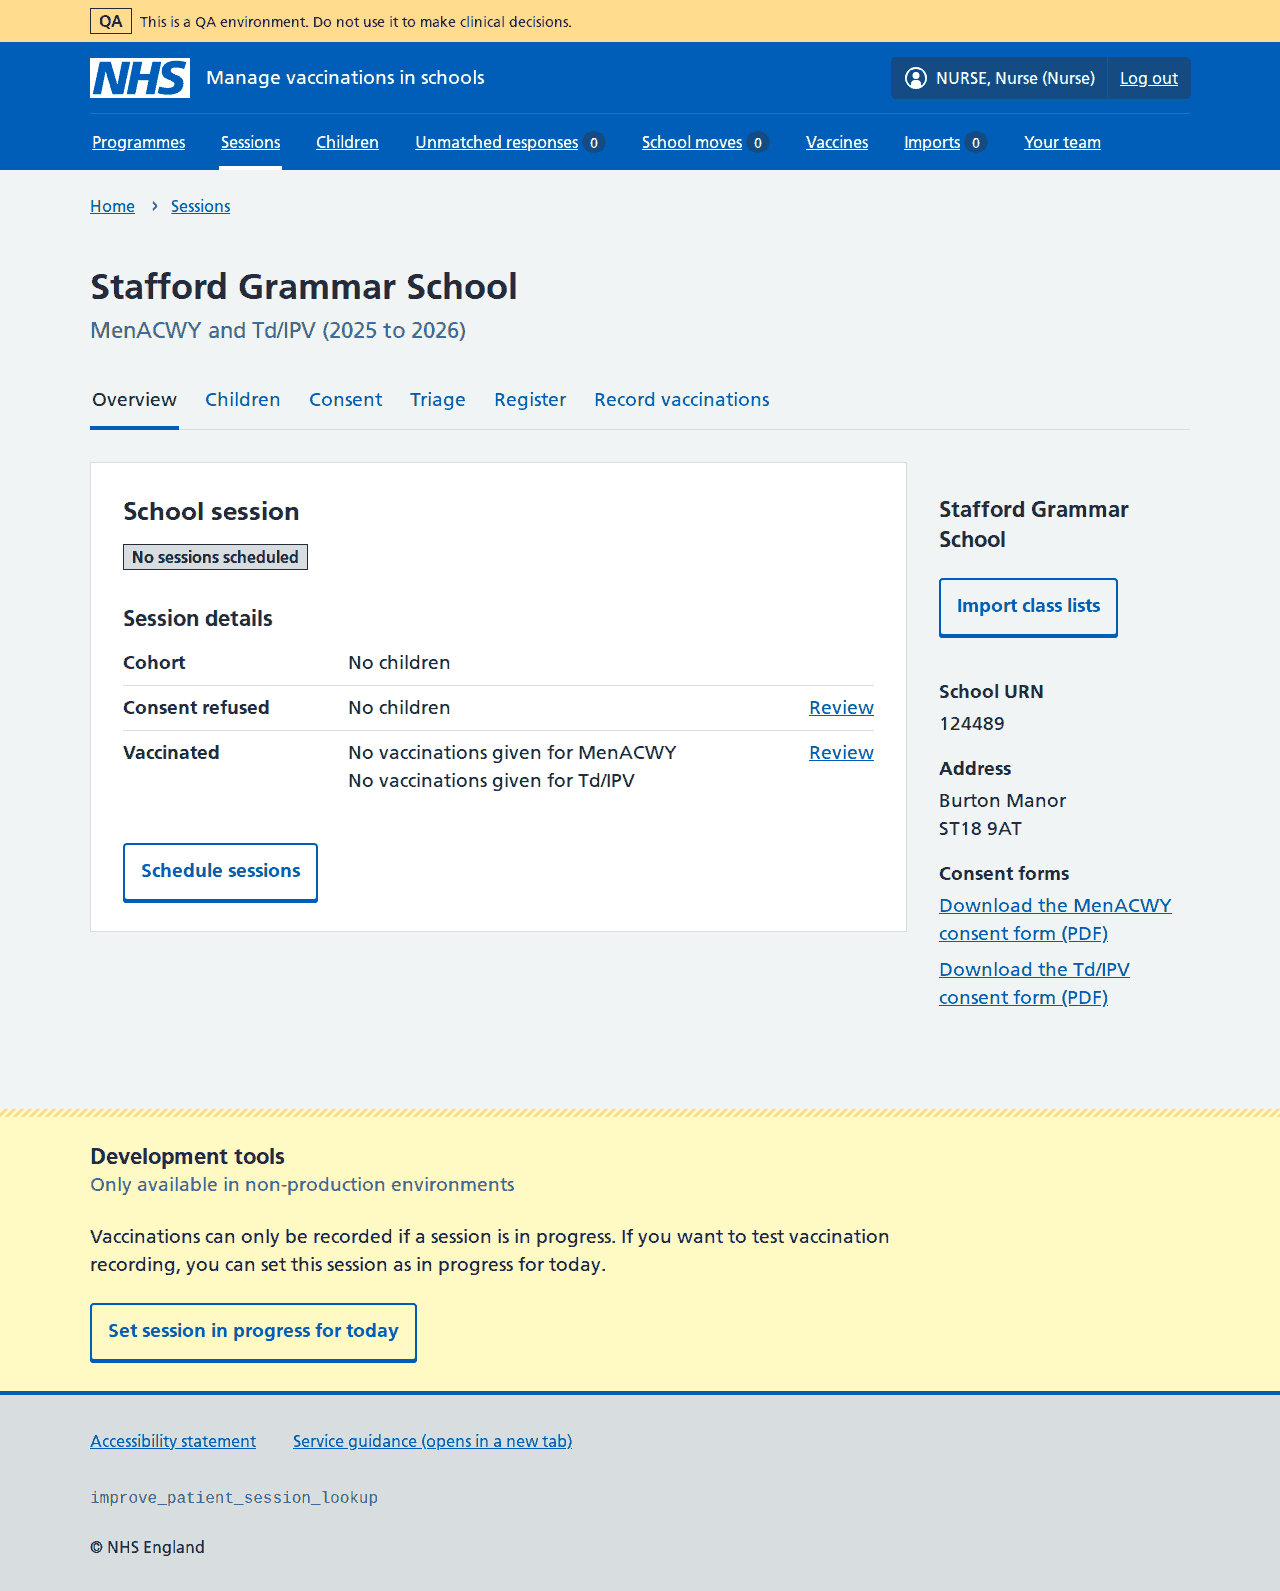 QA This is a QA environment. Do not use it to make clinical decisions.
NHS Manage vaccinations in schools NURSE, Nurse (Nurse) Log out
Programmes Sessions Children Unmatched responses 0 School moves 0 Vaccines Imports 0 Your team
Home › Sessions
Stafford Grammar School
MenACWY and Td/IPV (2025 to 2026)
Overview Children Consent Triage Register Record vaccinations
School session
No sessions scheduled
Session details
Cohort No children
Consent refused No children Review
Vaccinated No vaccinations given for MenACWY Review
No vaccinations given for Td/IPV
Schedule sessions
Stafford Grammar
School
Import class lists
School URN
124489
Address
Burton Manor
ST18 9AT
Consent forms
Download the MenACWY
consent form (PDF)
Download the Td/IPV
consent form (PDF)
Development tools
Only available in non-production environments
Vaccinations can only be recorded if a session is in progress. If you want to test vaccination
recording, you can set this session as in progress for today.
Set session in progress for today
Accessibility statement Service guidance (opens in a new tab)
improve_patient_session_lookup
© NHS England